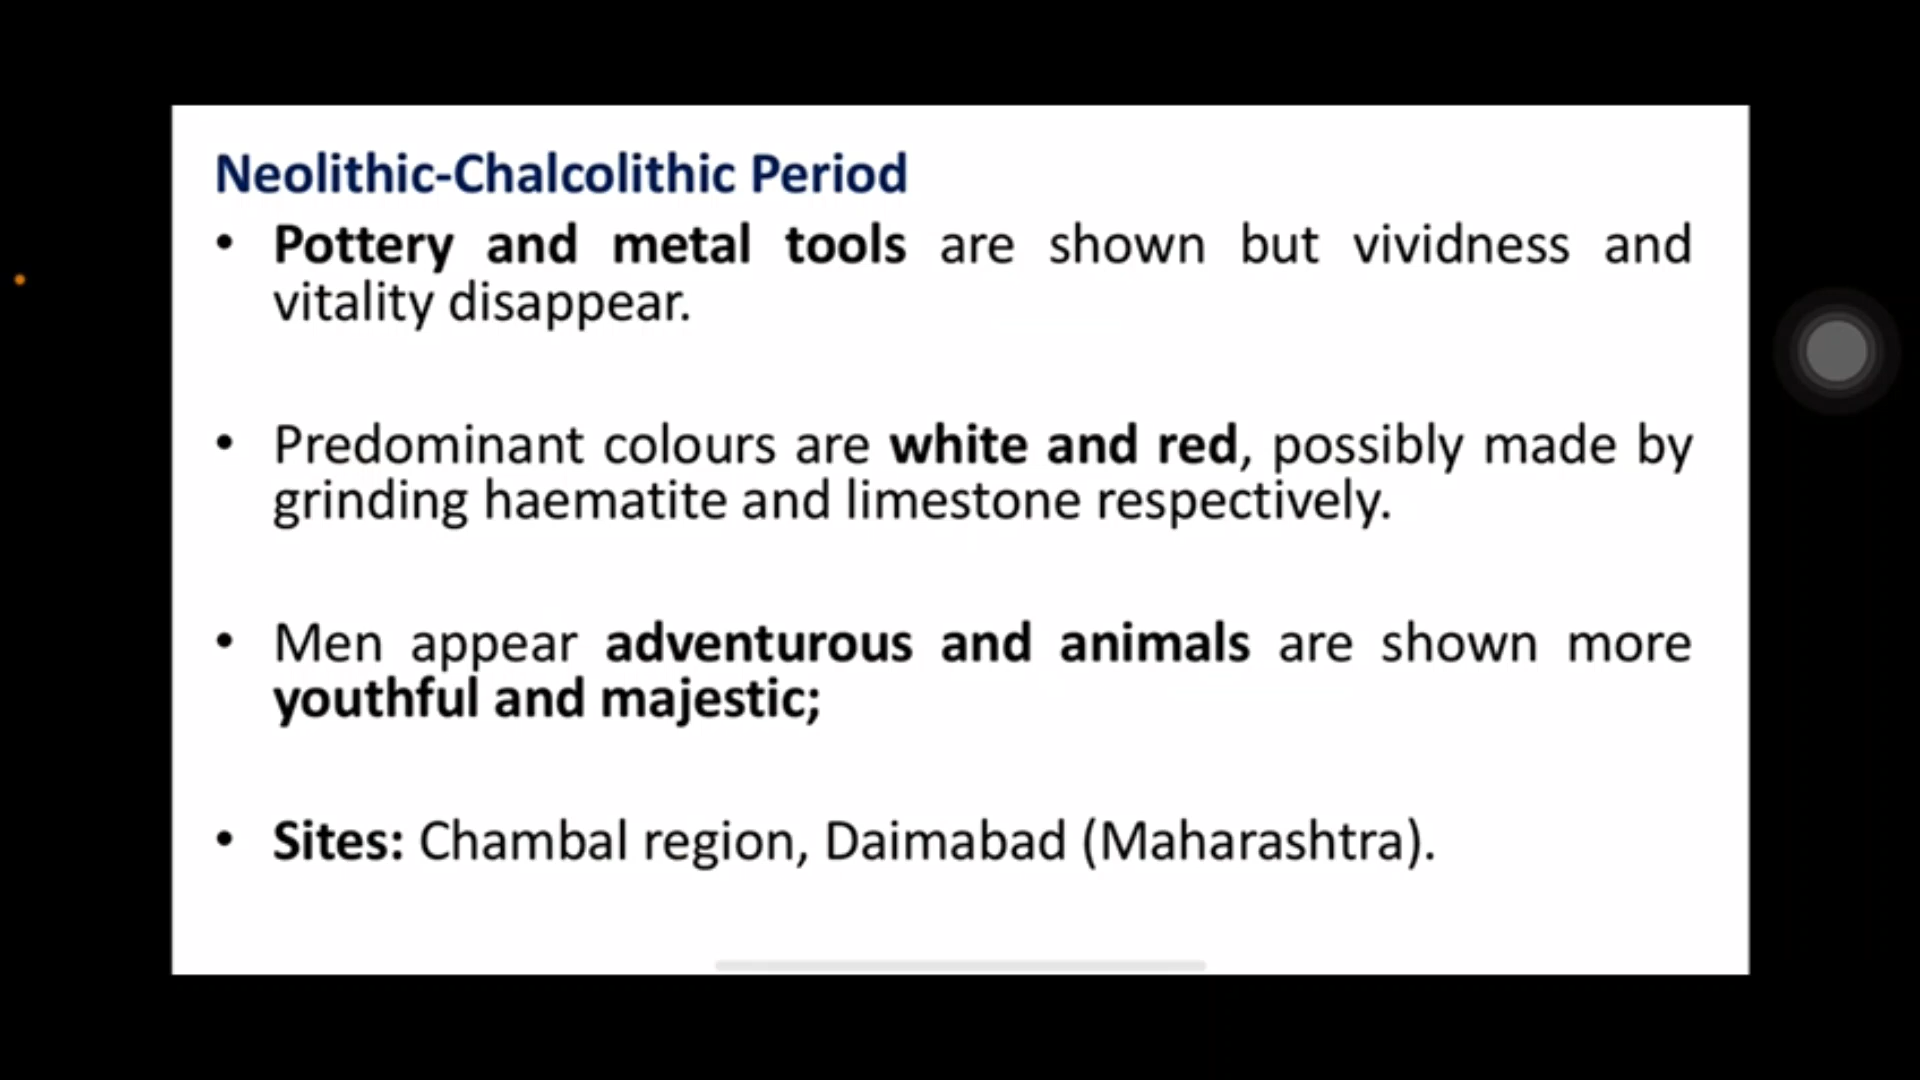 Neolithic-Chalcolithic Period
• Pottery and metal tools are shown but vividness and
vitality disappear.
• Predominant colours are white and red, possibly made by
grinding haematite and limestone respectively.
• Men appear adventurous and animals are shown more
youthful and majestic;
• Sites: Chambal region, Daimabad (Maharashtra).